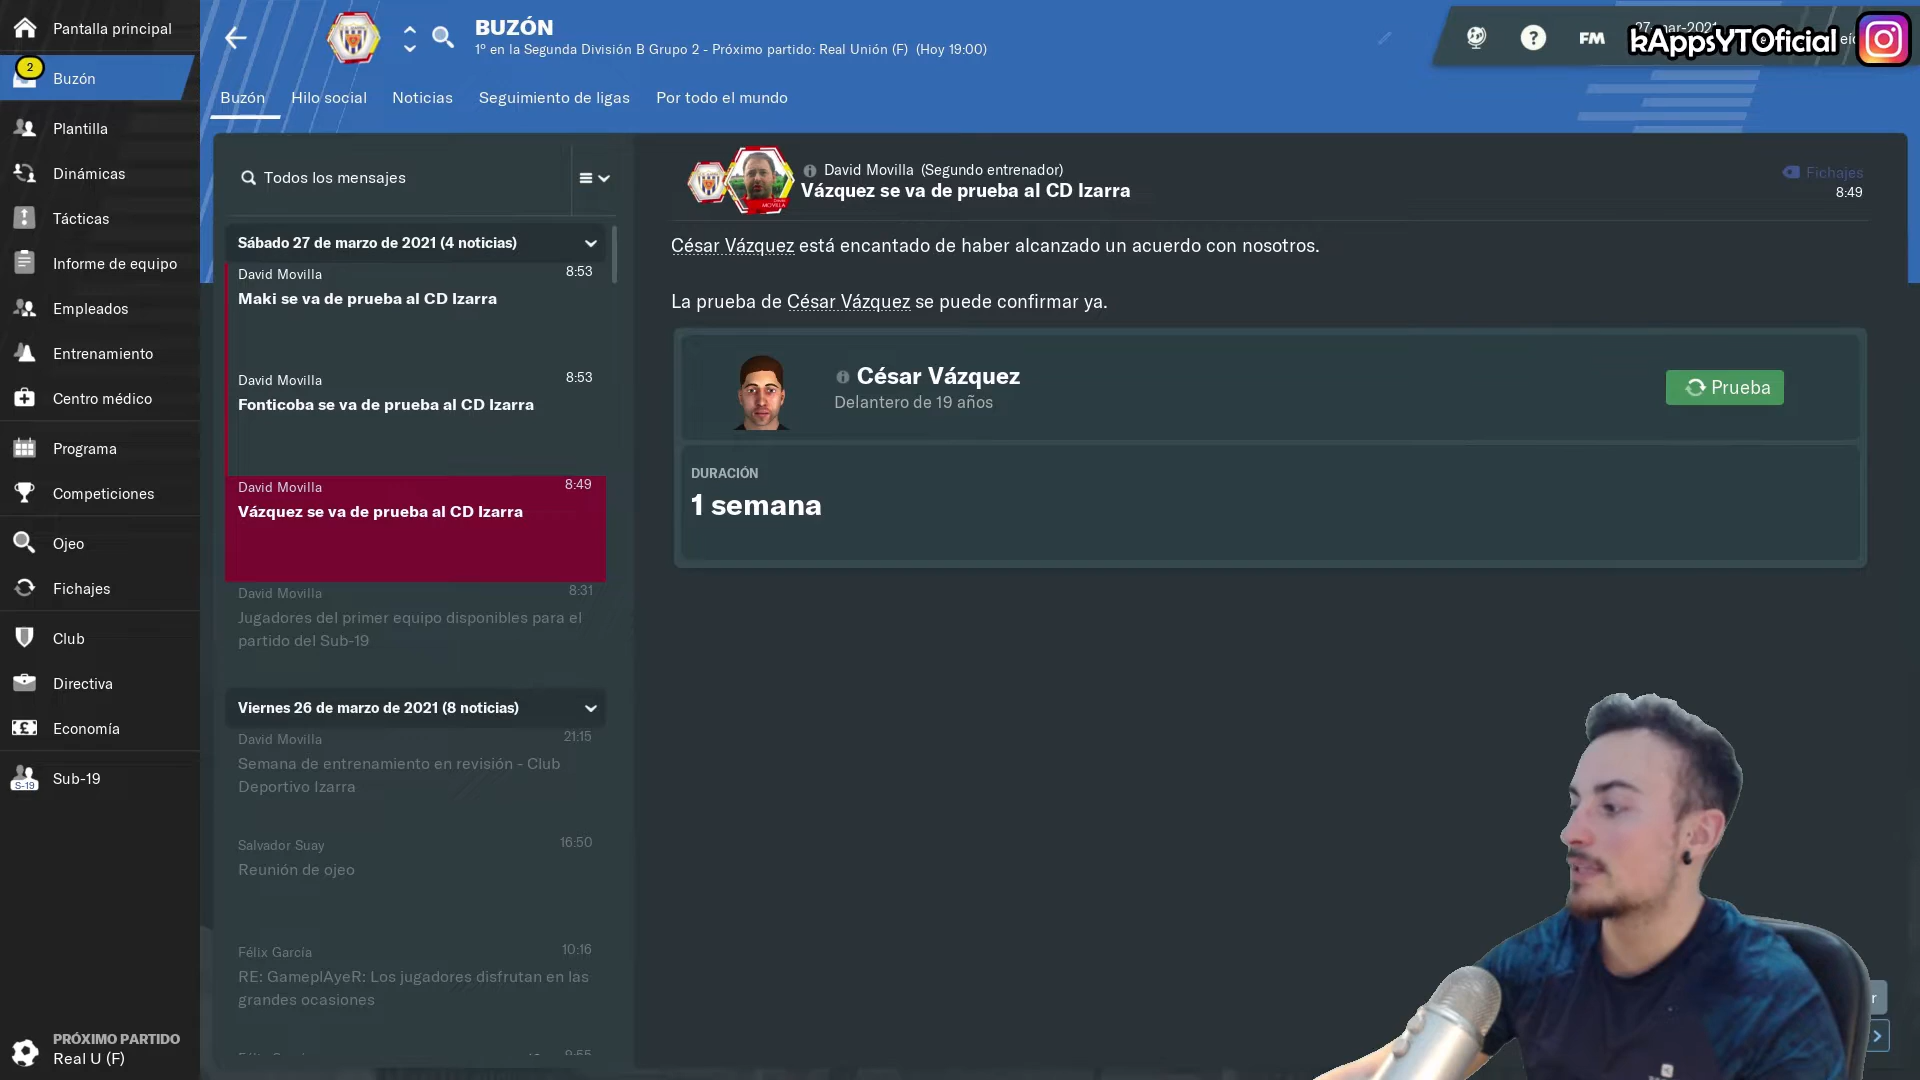 Pantalla principal
2
Buzón
Plantilla
Dinámicas
Tácticas
Informe de equipo
Empleados
Entrenamiento
Centro médico
Programa
Competiciones
Ojeo
Fichajes
Club
Directiva
Economía
S-19
Sub-19
PRÓXIMO PARTIDO
Real U (F)
BUZÓN
1º en la Segunda División B Grupo 2 - Próximo partido: Real Unión (F) (Hoy 19:00)
FM
27-mar-2021
kAppsYTOficial
Buzón
Hilo social
Noticias
Seguimiento de ligas
Por todo el mundo
Todos los mensajes
Sábado 27 de marzo de 2021 (4 noticias)
David Movilla 8:53
Maki se va de prueba al CD Izarra
David Movilla 8:53
Fonticoba se va de prueba al CD Izarra
David Movilla 8:49
Vázquez se va de prueba al CD Izarra
David Movilla 8:31
Jugadores del primer equipo disponibles para el
partido del Sub-19
Viernes 26 de marzo de 2021 (8 noticias)
David Movilla 21:15
Semana de entrenamiento en revisión - Club
Deportivo Izarra
Salvador Suay 16:50
Reunión de ojeo
Félix García 10:16
RE: GameplAyeR: Los jugadores disfrutan en las
grandes ocasiones
David Movilla (Segundo entrenador)
Vázquez se va de prueba al CD Izarra
Fichajes
8:49
MOVILLA
César Vázquez está encantado de haber alcanzado un acuerdo con nosotros.
La prueba de César Vázquez se puede confirmar ya.
César Vázquez
Delantero de 19 años
Prueba
DURACIÓN
1 semana